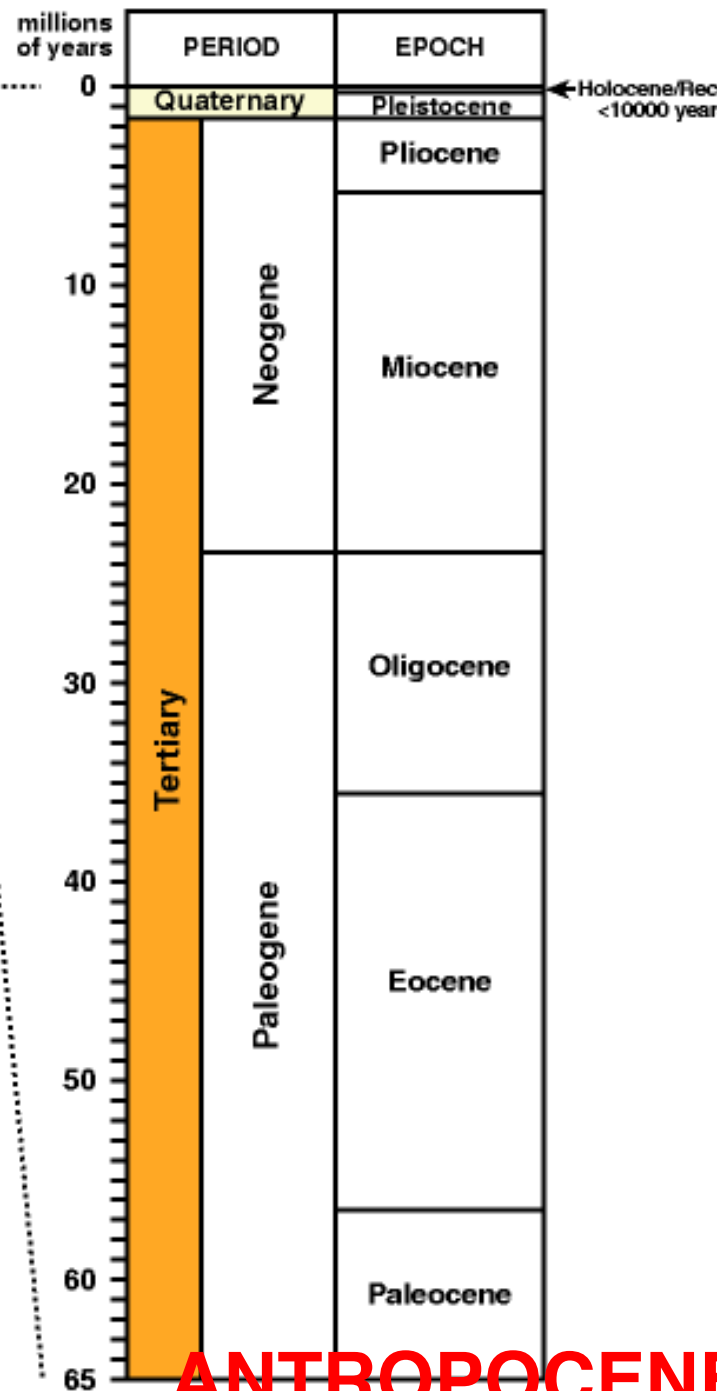 millions
of years
PERIOD
EPOCH
0
Quaternary
Holocene/Rec
<10000 year
Pleistocene
Pliocene
10
Neogene
Miocene
20
Oligocene
30
Tertiary
40
Paleogene
Eocene
50
60
Paleocene
ANTROPOCENE
65